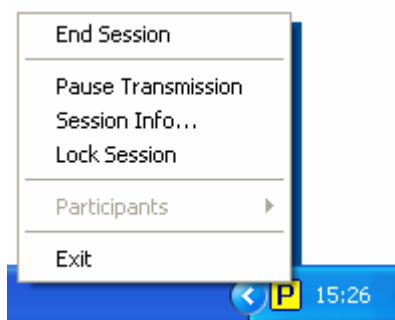 End Session
Pause Transmission
Session Info...
Lock Session
Participants
Exit
P 15:26